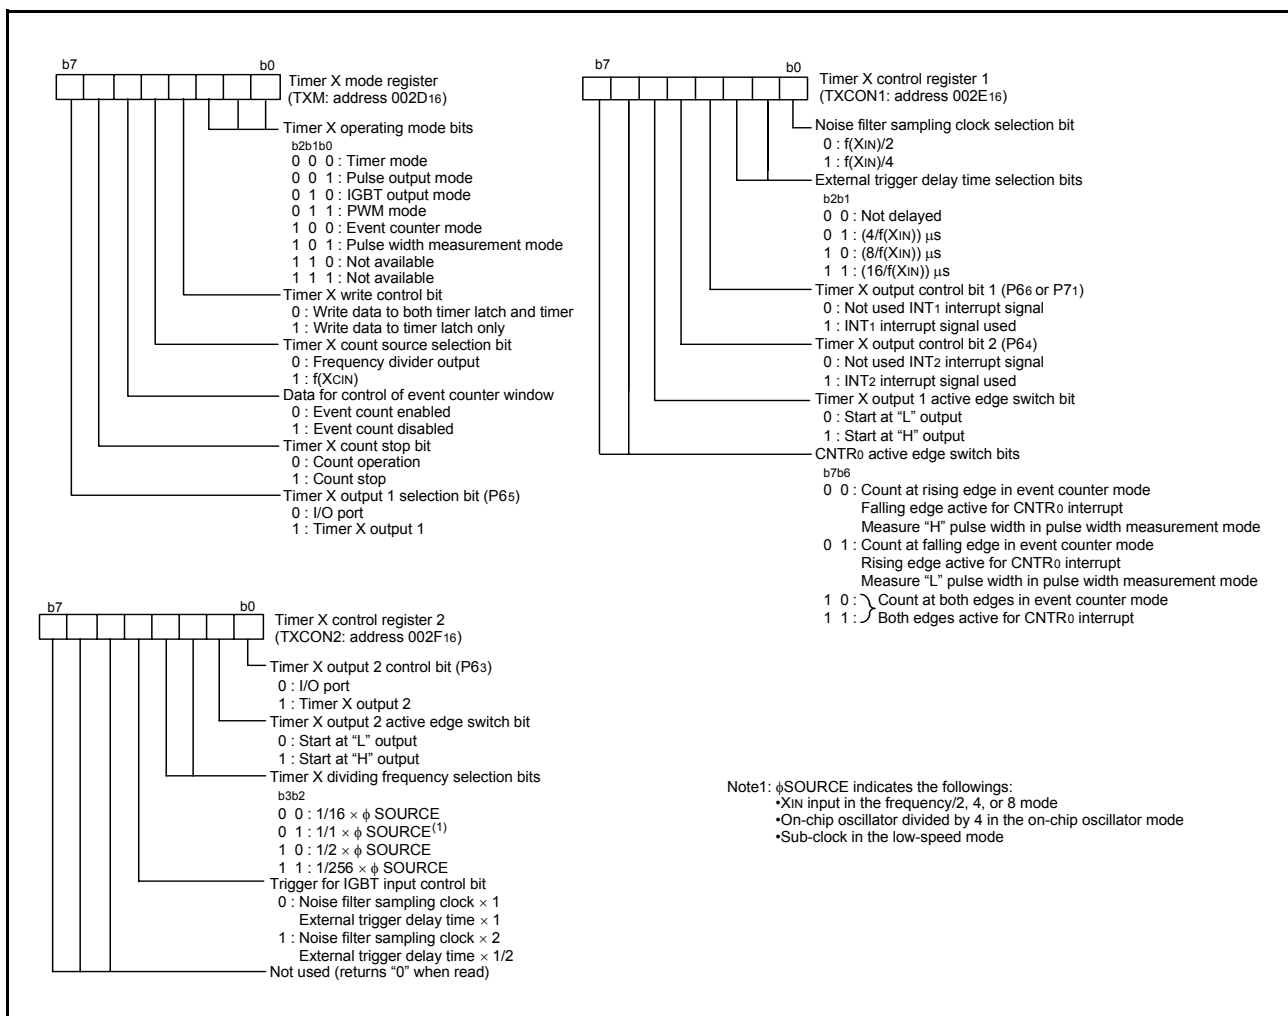 b7 b0
Timer X mode register
(TXM: address 002D16)
Timer X operating mode bits
b2b1b0
0 0 0 : Timer mode
0 0 1 : Pulse output mode
0 1 0 : IGBT output mode
0 1 1 : PWM mode
1 0 0 : Event counter mode
1 0 1 : Pulse width measurement mode
1 1 0 : Not available
1 1 1 : Not available
Timer X write control bit
0 : Write data to both timer latch and timer
1 : Write data to timer latch only
Timer X count source selection bit
0 : Frequency divider output
1 : f(XCIN)
Data for control of event counter window
0 : Event count enabled
1 : Event count disabled
Timer X count stop bit
0 : Count operation
1 : Count stop
Timer X output 1 selection bit (P65)
0 : I/O port
1 : Timer X output 1
b7 b0
Timer X control register 1
(TXCON1: address 002E16)
Noise filter sampling clock selection bit
0 : f(XIN)/2
1 : f(XIN)/4
External trigger delay time selection bits
b2b1
0 0 : Not delayed
0 1 : (4/f(XIN)) μs
1 0 : (8/f(XIN)) μs
1 1 : (16/f(XIN)) μs
Timer X output control bit 1 (P66 or P71)
0 : Not used INT1 interrupt signal
1 : INT1 interrupt signal used
Timer X output control bit 2 (P64)
0 : Not used INT2 interrupt signal
1 : INT2 interrupt signal used
Timer X output 1 active edge switch bit
0 : Start at “L” output
1 : Start at “H” output
CNTR0 active edge switch bits
b7b6
0 0 : Count at rising edge in event counter mode
Falling edge active for CNTR0 interrupt
Measure “H” pulse width in pulse width measurement mode
0 1 : Count at falling edge in event counter mode
Rising edge active for CNTR0 interrupt
Measure “L” pulse width in pulse width measurement mode
1 0 : Count at both edges in event counter mode
1 1 : Both edges active for CNTR0 interrupt
b7 b0
Timer X control register 2
(TXCON2: address 002F16)
Timer X output 2 control bit (P63)
0 : I/O port
1 : Timer X output 2
Timer X output 2 active edge switch bit
0 : Start at “L” output
1 : Start at “H” output
Timer X dividing frequency selection bits
b3b2
0 0 : 1/16 × φ SOURCE
0 1 : 1/1 × φ SOURCE(1)
1 0 : 1/2 × φ SOURCE
1 1 : 1/256 × φ SOURCE
Trigger for IGBT input control bit
0 : Noise filter sampling clock × 1
External trigger delay time × 1
1 : Noise filter sampling clock × 2
External trigger delay time × 1/2
Not used (returns “0” when read)
Note1: φSOURCE indicates the followings:
•XIN input in the frequency/2, 4, or 8 mode
•On-chip oscillator divided by 4 in the on-chip oscillator mode
•Sub-clock in the low-speed mode